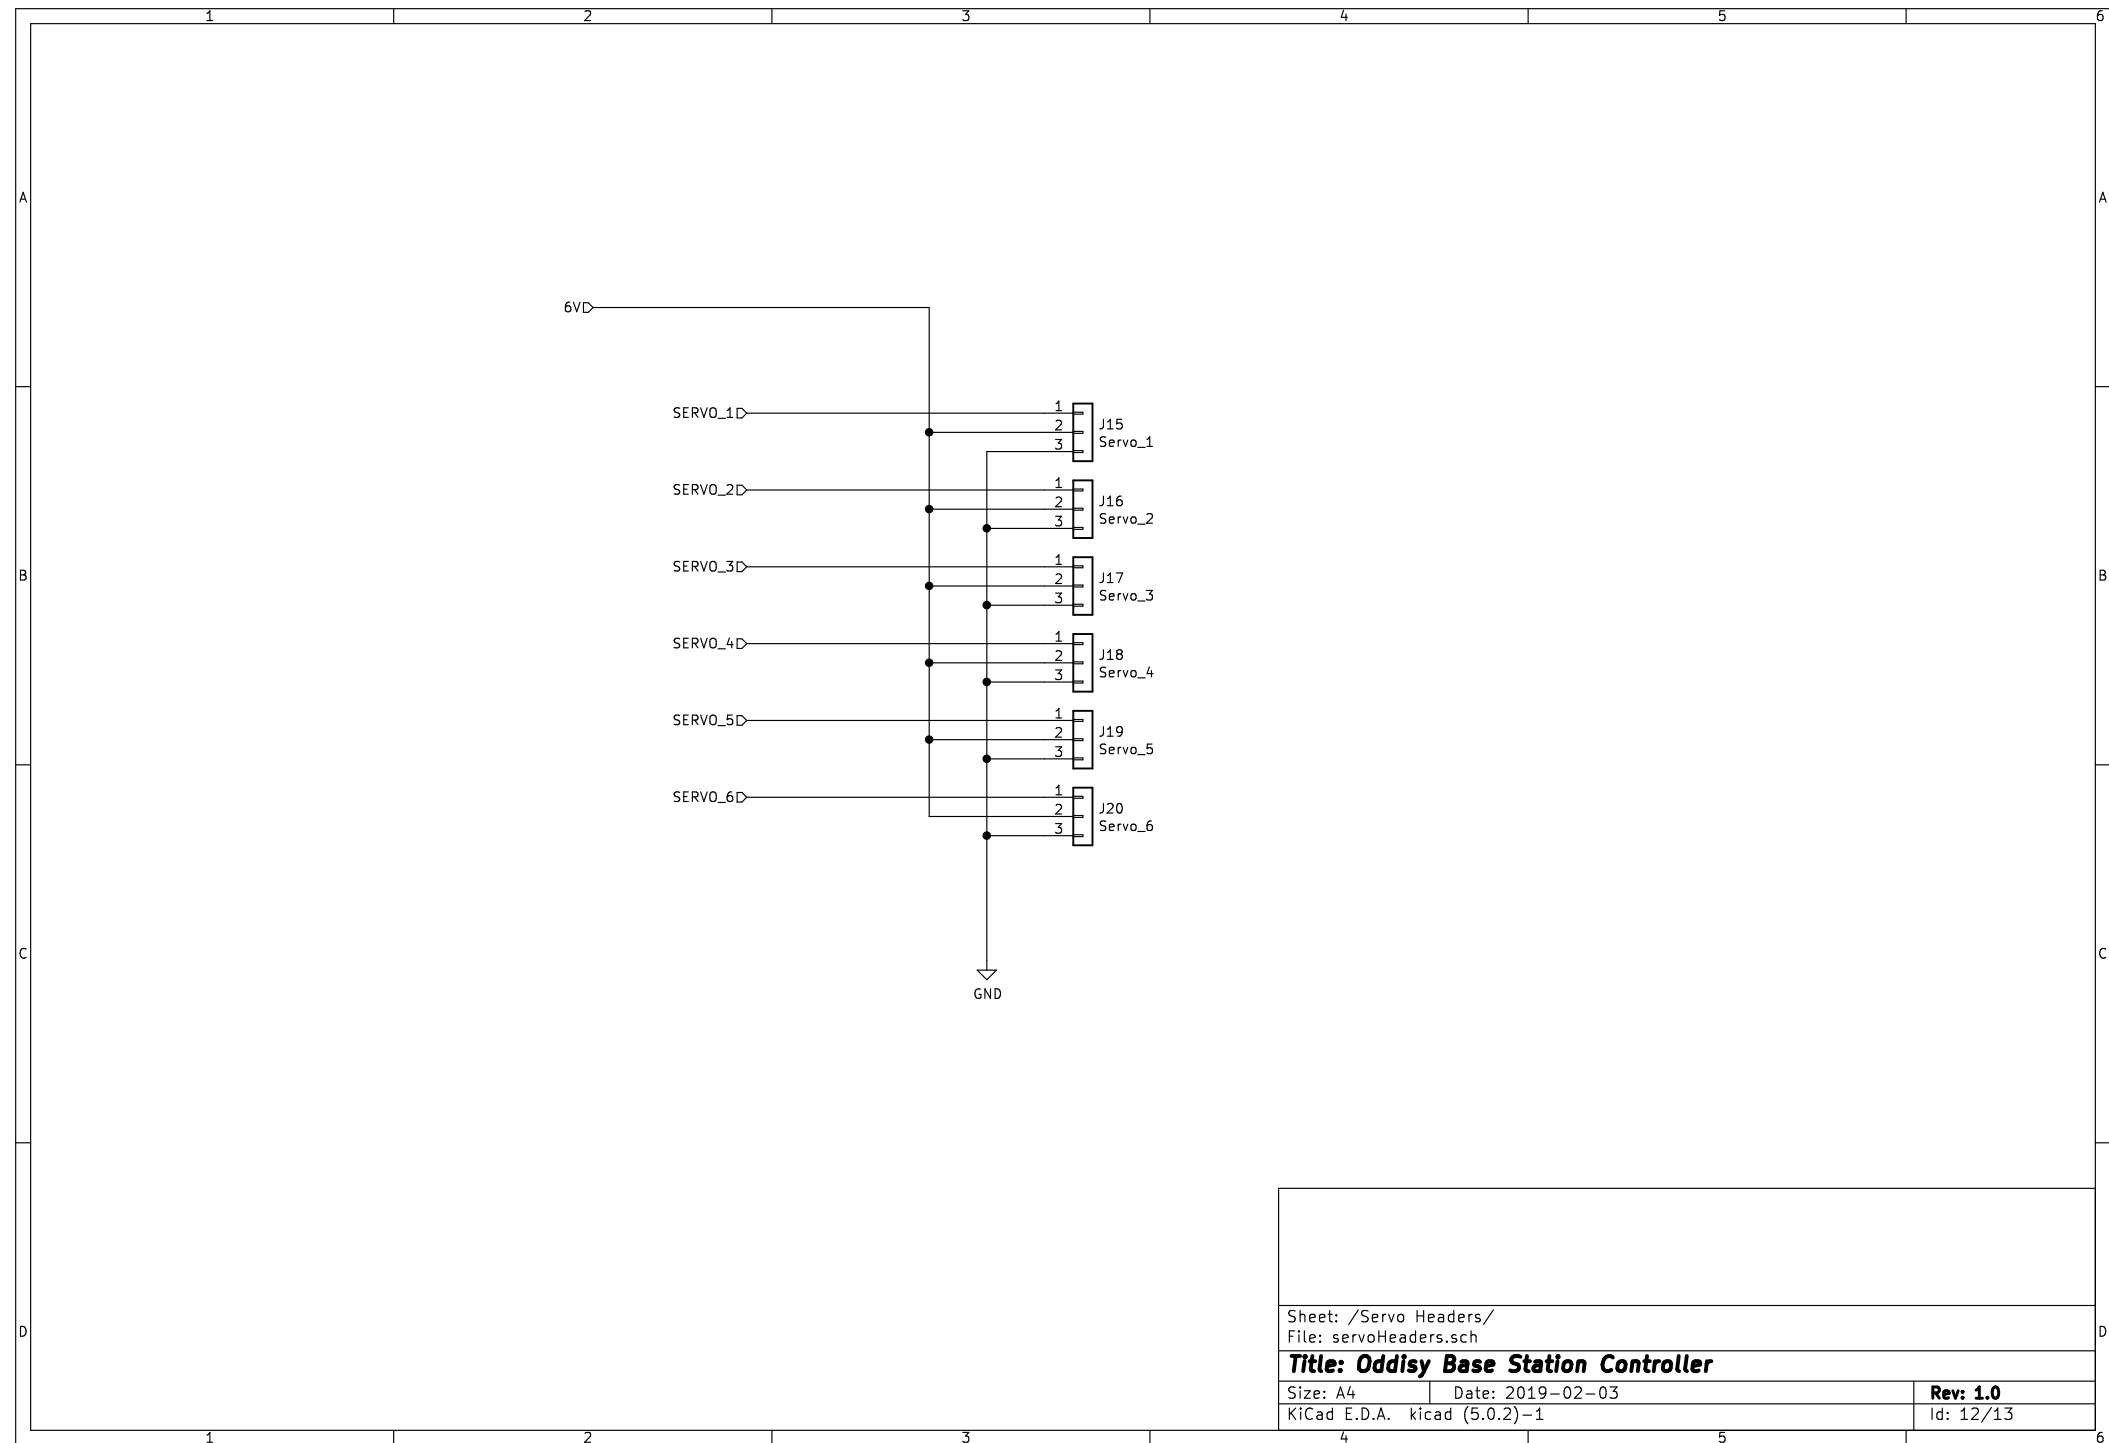 1 2 3 4 5 6
A A
6V
SERVO_1 1 J15
2
3 Servo_1
SERVO_2 1 J16
2
3 Servo_2
B B
SERVO_3 1 J17
2
3 Servo_3
SERVO_4 1 J18
2
3 Servo_4
SERVO_5 1 J19
2
3 Servo_5
SERVO_6 1 J20
2
3 Servo_6
C C
GND
Sheet: /Servo Headers/
D D
File: servoHeaders.sch
Title: Oddisy Base Station Controller
Size: A4 Date: 2019-02-03 Rev: 1.0
KiCad E.D.A. kicad (5.0.2)-1 Id: 12/13
1 2 3 4 5 6